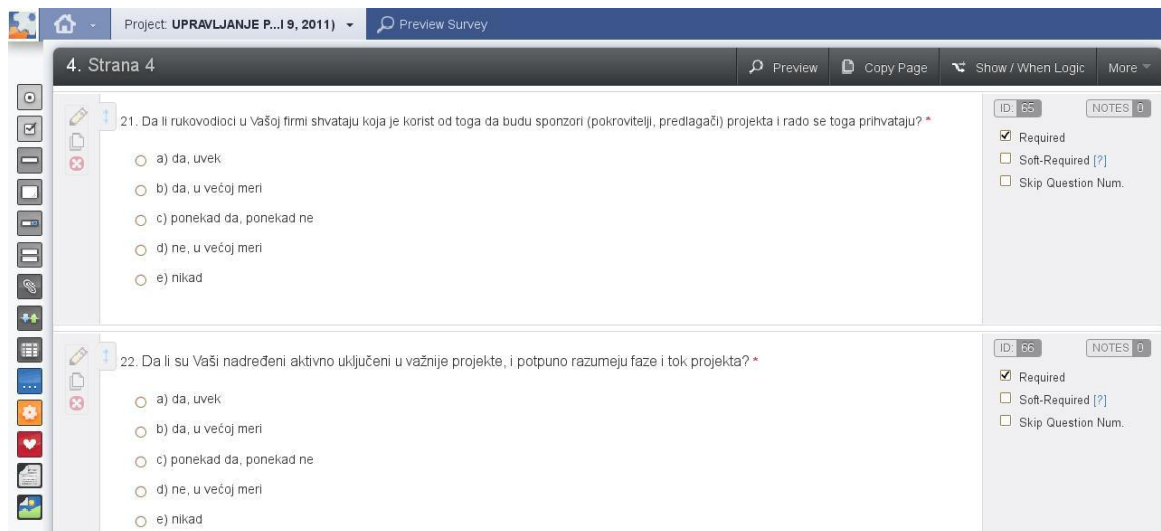 Project: UPRAVLJANJE P...I 9, 2011)
Preview Survey
4. Strana 4
Preview
Copy Page
Show / When Logic
More
21. Da li rukovodioci u Vašoj firmi shvataju koja je korist od toga da budu sponzori (pokrovitelji, predlagači) projekta i rado se toga prihvataju? *
a) da, uvek
b) da, u većoj meri
c) ponekad da, ponekad ne
d) ne, u većoj meri
e) nikad
ID: 65
NOTES 0
Required
Soft-Required [?]
Skip Question Num.
22. Da li su Vaši nadređeni aktivno uključeni u važnije projekte, i potpuno razumeju faze i tok projekta? *
a) da, uvek
b) da, u većoj meri
c) ponekad da, ponekad ne
d) ne, u većoj meri
e) nikad
ID: 66
NOTES 0
Required
Soft-Required [?]
Skip Question Num.